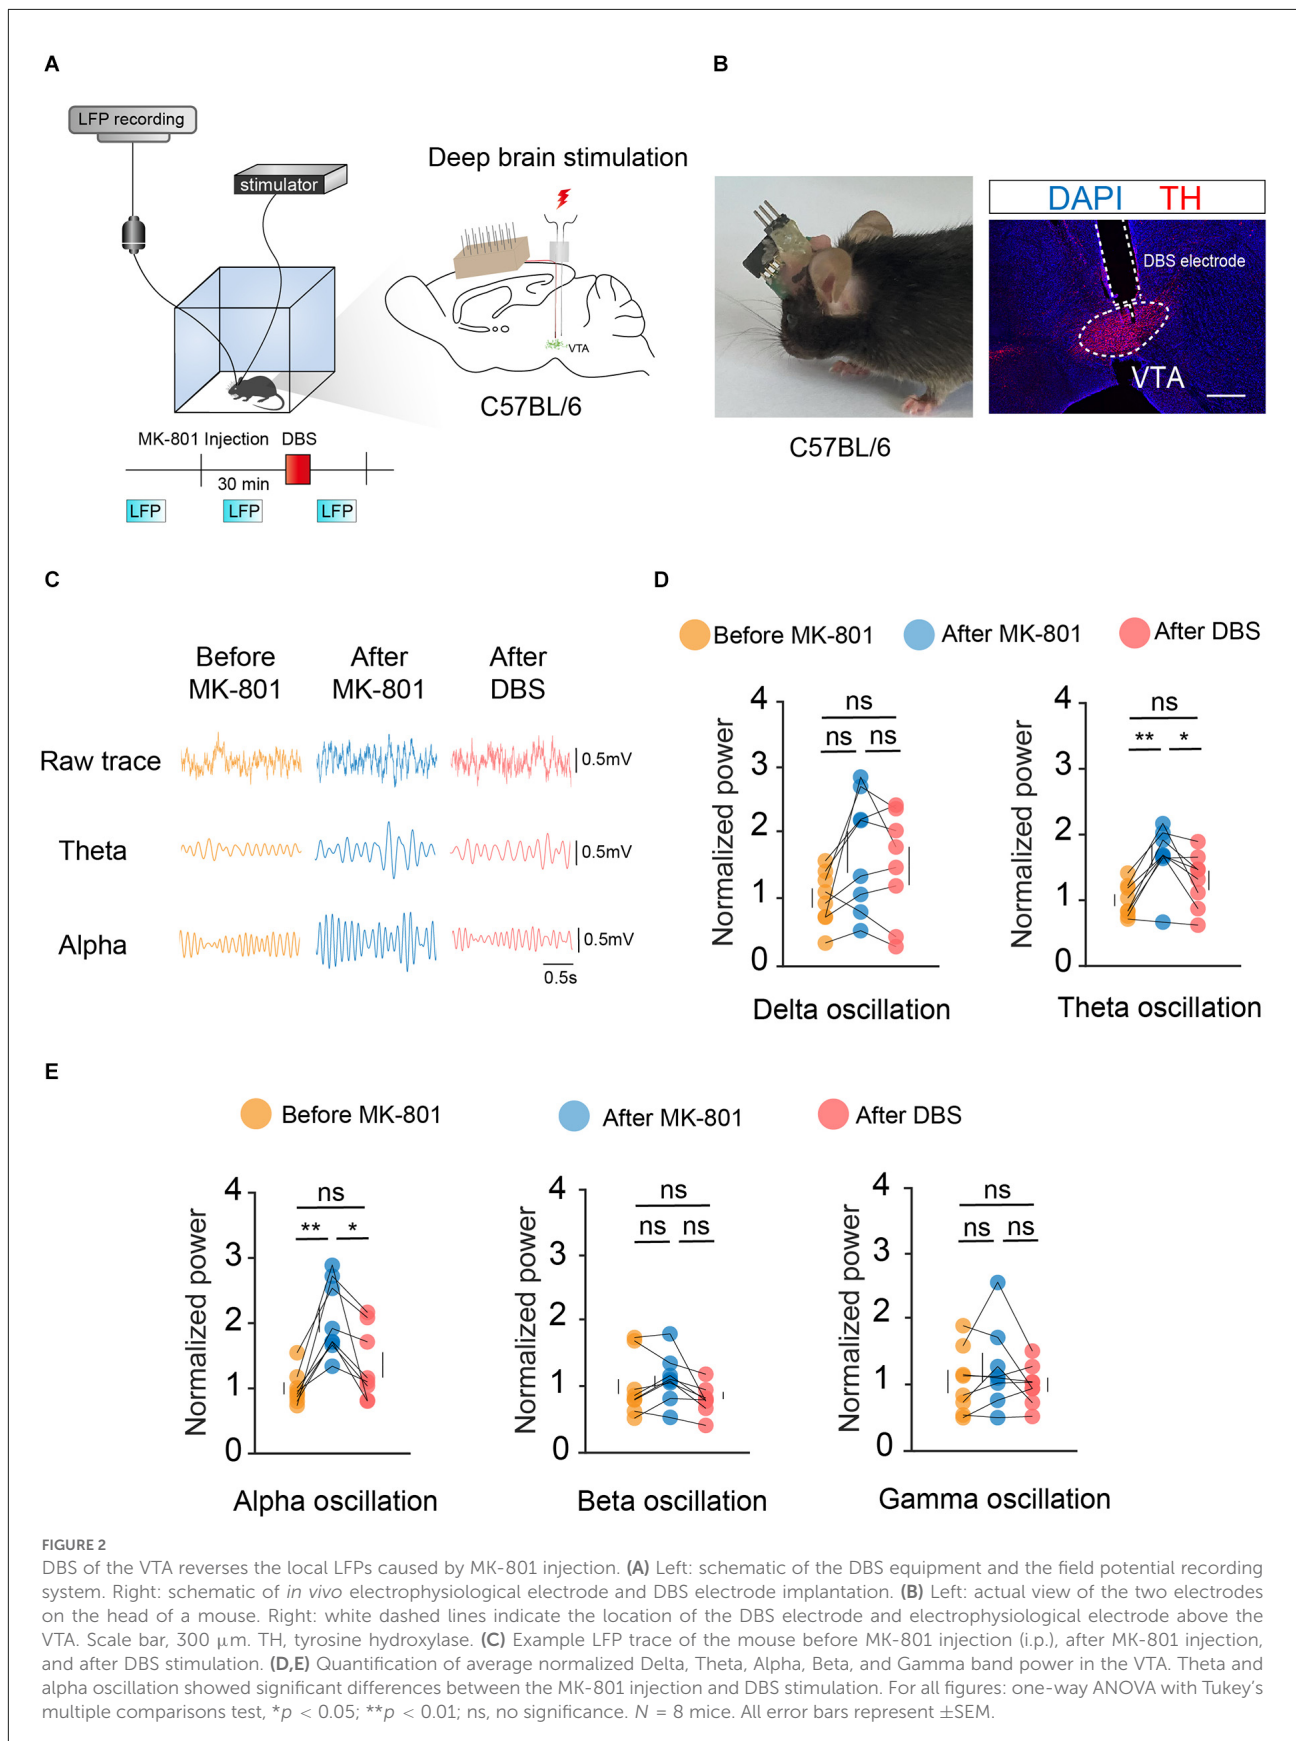 A
B
LFP recording
stimulator
Deep brain stimulation
VTA
C57BL/6
MK-801 Injection DBS
30 min
LFP LFP LFP
DAPI TH
DBS electrode
VTA
C57BL/6
C
Before MK-801
After MK-801
After DBS
Raw trace
0.5mV
Theta
0.5mV
Alpha
0.5mV
0.5s
D
Before MK-801 After MK-801 After DBS
Normalized power
4
3
2
1
0
ns
ns ns
Delta oscillation
Normalized power
4
3
2
1
0
ns
** *
Theta oscillation
E
Before MK-801 After MK-801 After DBS
Normalized power
4
3
2
1
0
ns
** *
Alpha oscillation
Normalized power
4
3
2
1
0
ns
ns ns
Beta oscillation
Normalized power
4
3
2
1
0
ns
ns ns
Gamma oscillation
FIGURE 2
DBS of the VTA reverses the local LFPs caused by MK-801 injection. (A) Left: schematic of the DBS equipment and the field potential recording
system. Right: schematic of in vivo electrophysiological electrode and DBS electrode implantation. (B) Left: actual view of the two electrodes
on the head of a mouse. Right: white dashed lines indicate the location of the DBS electrode and electrophysiological electrode above the
VTA. Scale bar, 300 μm. TH, tyrosine hydroxylase. (C) Example LFP trace of the mouse before MK-801 injection (i.p.), after MK-801 injection,
and after DBS stimulation. (D,E) Quantification of average normalized Delta, Theta, Alpha, Beta, and Gamma band power in the VTA. Theta and
alpha oscillation showed significant differences between the MK-801 injection and DBS stimulation. For all figures: one-way ANOVA with Tukey's
multiple comparisons test, *p < 0.05; **p < 0.01; ns, no significance. N = 8 mice. All error bars represent ±SEM.